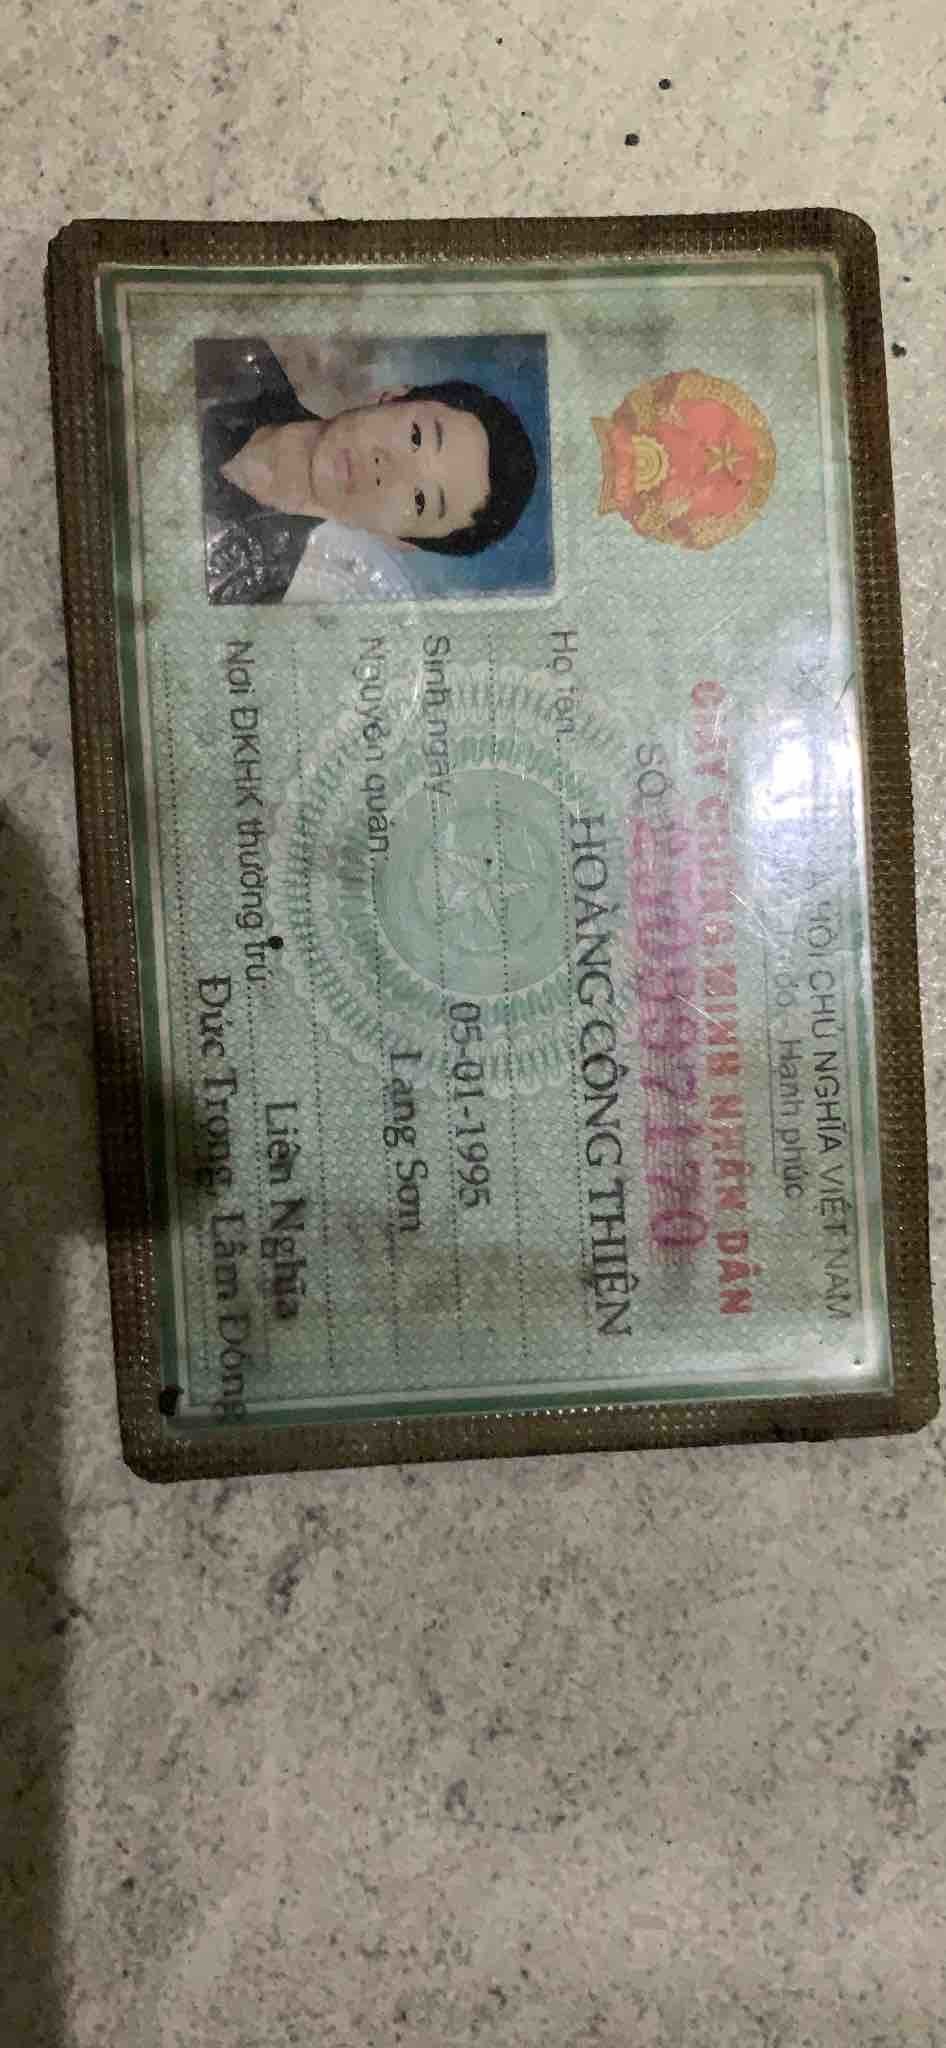 HỘI CHỦ NGHĨA VIỆT NAM
Hạnh phúc
GIẤY CHỨNG MINH NHÂN DÂN
SỐ
Họ tên HOÀNG CÔNG THIÊN
Sinh ngày 05-01-1995
Nguyên quán Lạng Sơn
Nơi ĐKHK thường trú Liên Nghĩa
Đức Trọng, Lâm Đồng